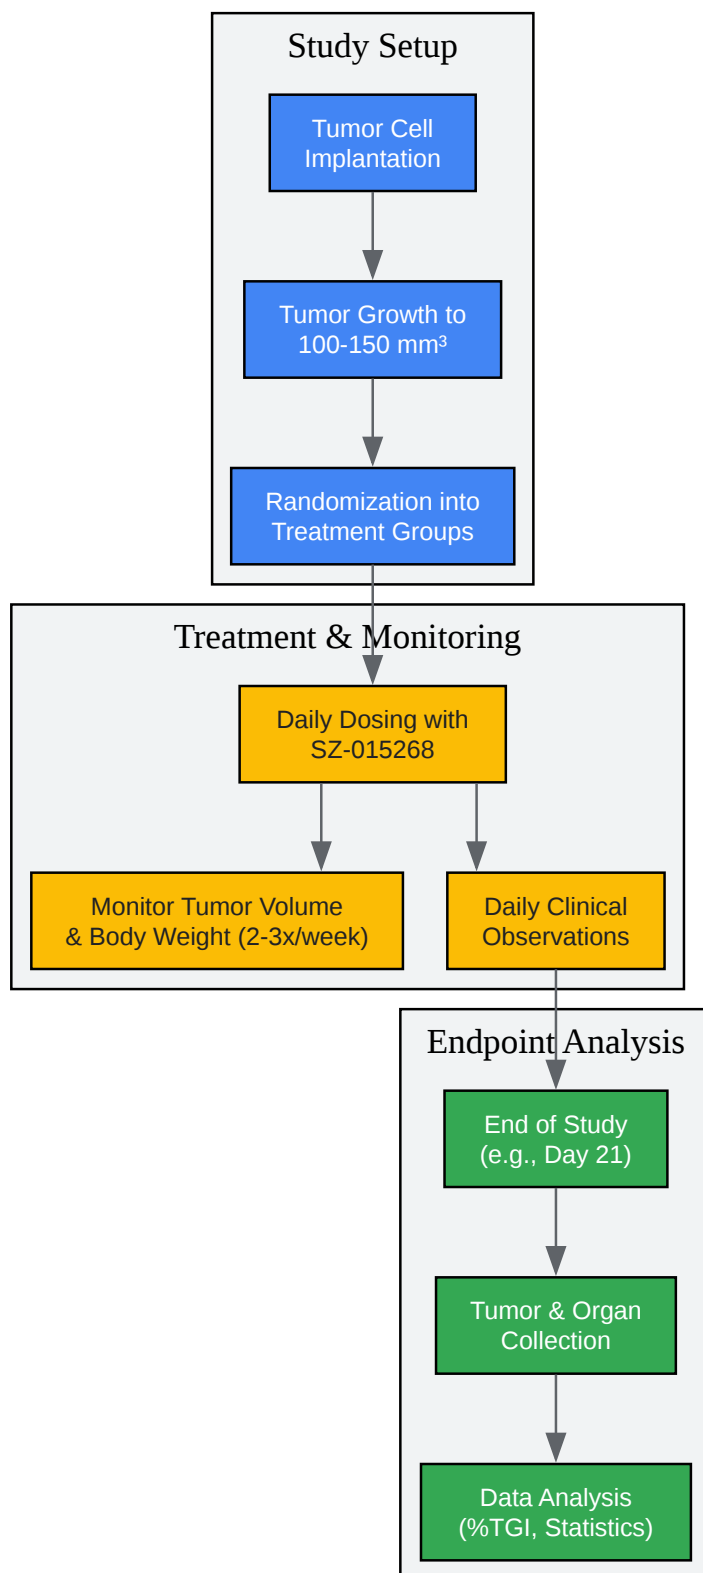 Study Setup
Tumor Cell
Implantation
Tumor Growth to
100-150 mm³
Randomization into
Treatment Groups
Treatment & Monitoring
Daily Dosing with
SZ-015268
Monitor Tumor Volume
& Body Weight (2-3x/week)
Daily Clinical
Observations
Endpoint Analysis
End of Study
(e.g., Day 21)
Tumor & Organ
Collection
Data Analysis
(%TGI, Statistics)